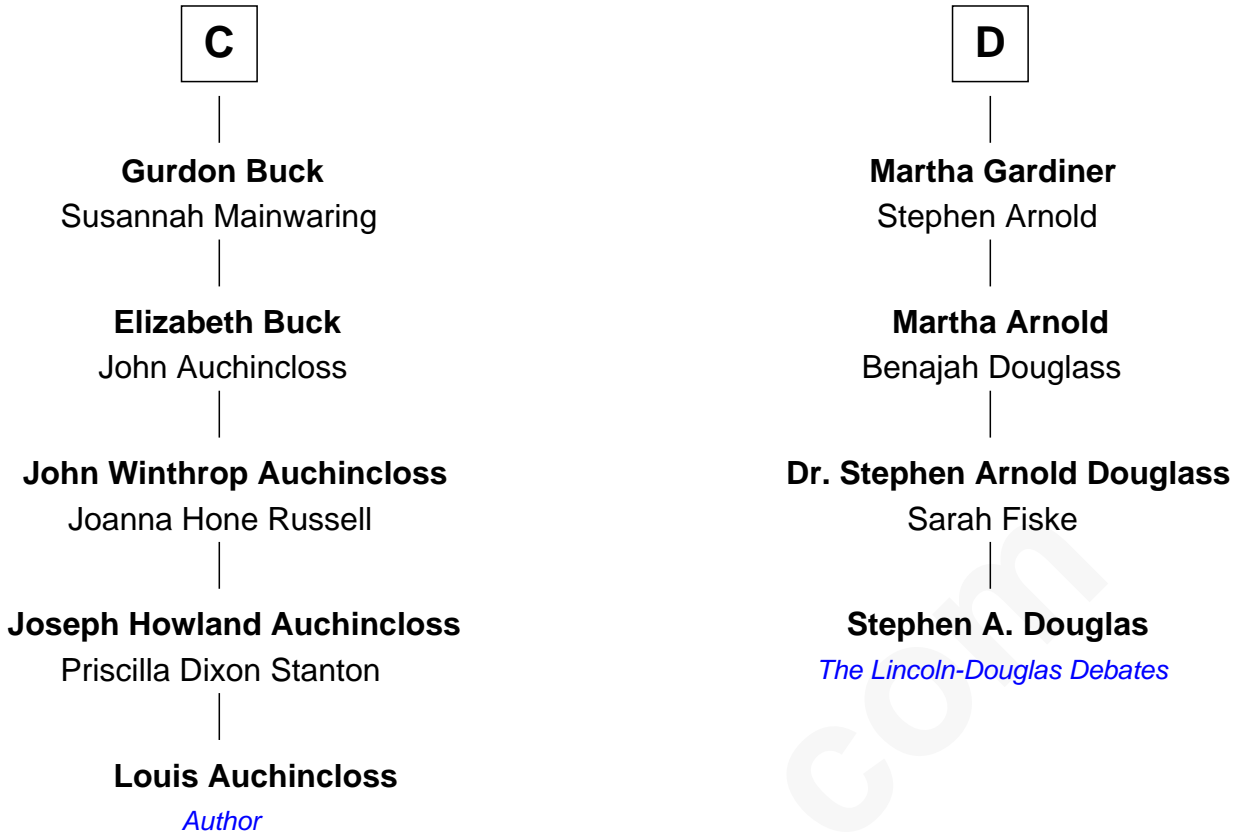 C
Gurdon Buck
Susannah Mainwaring
Elizabeth Buck
John Auchincloss
John Winthrop Auchincloss
Joanna Hone Russell
Joseph Howland Auchincloss
Priscilla Dixon Stanton
Louis Auchincloss
Author
D
Martha Gardiner
Stephen Arnold
Martha Arnold
Benajah Douglass
Dr. Stephen Arnold Douglass
Sarah Fiske
Stephen A. Douglas
The Lincoln-Douglas Debates
com